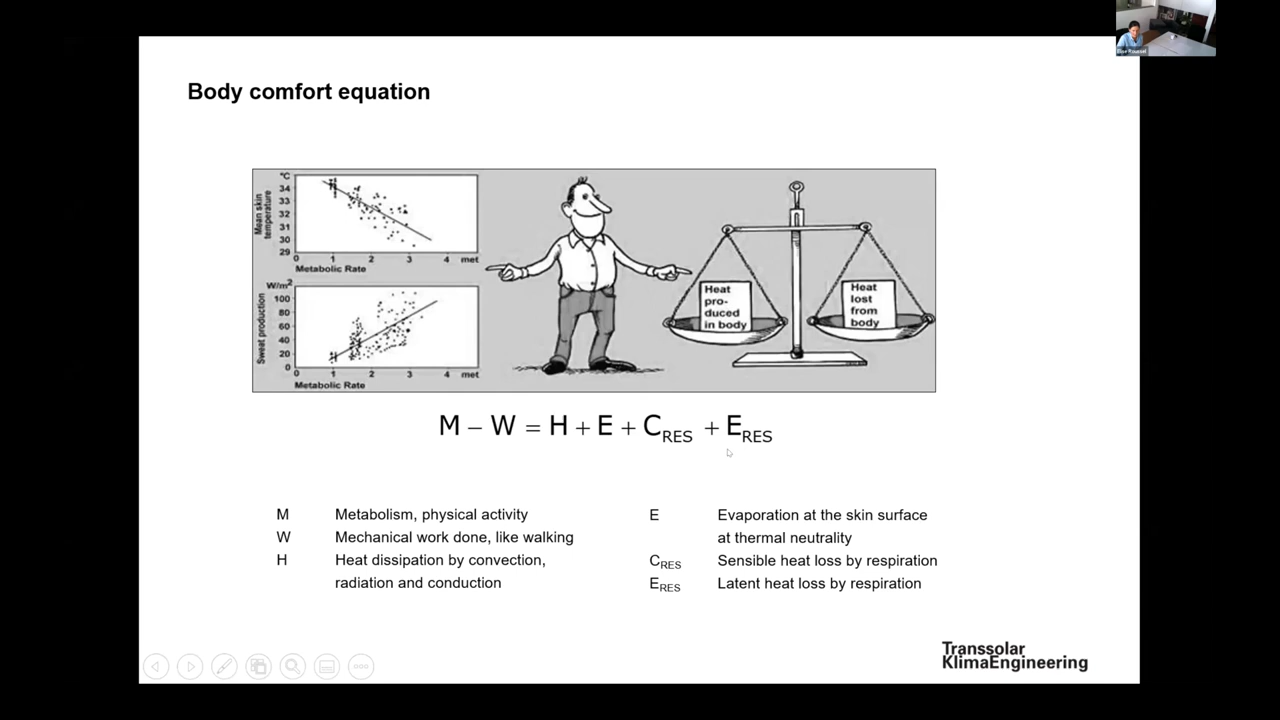 Body comfort equation
°C
34
33
32
31
30
29
Mean skin
temperature
0 1 2 3 4 met
Metabolic Rate
W/m²
100
80
60
40
20
0
Sweat production
0 1 2 3 4 met
Metabolic Rate
Heat
pro-
duced
in body
Heat
lost
from
body
M − W = H + E + C_RES + E_RES
M Metabolism, physical activity
W Mechanical work done, like walking
H Heat dissipation by convection,
radiation and conduction
E Evaporation at the skin surface
at thermal neutrality
C_RES Sensible heat loss by respiration
E_RES Latent heat loss by respiration
Transsolar
KlimaEngineering